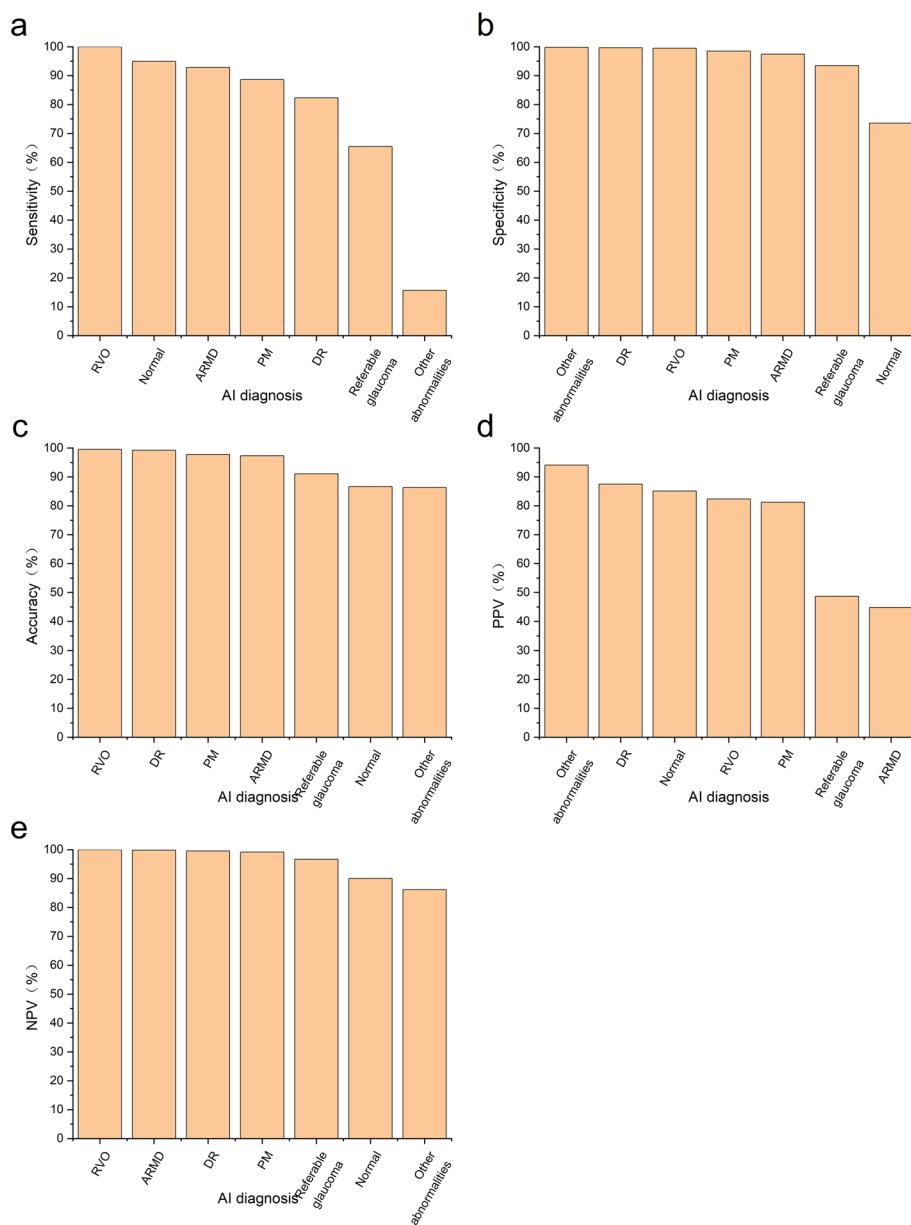 a
100
90
80
70
60
50
40
30
20
10
0
Sensitivity（%）
RVO
Normal
ARMD
PM
DR
Referable
glaucoma
Other
abnormalities
AI diagnosis
b
100
90
80
70
60
50
40
30
20
10
0
Specificity（%）
Other
abnormalities
DR
RVO
PM
ARMD
Referable
glaucoma
Normal
AI diagnosis
c
100
90
80
70
60
50
40
30
20
10
0
Accuracy（%）
RVO
DR
PM
ARMD
Referable
glaucoma
Normal
Other
abnormalities
AI diagnosis
d
100
90
80
70
60
50
40
30
20
10
0
PPV（%）
Other
abnormalities
DR
Normal
RVO
PM
Referable
glaucoma
ARMD
AI diagnosis
e
100
90
80
70
60
50
40
30
20
10
0
NPV（%）
RVO
ARMD
DR
PM
Referable
glaucoma
Normal
Other
abnormalities
AI diagnosis